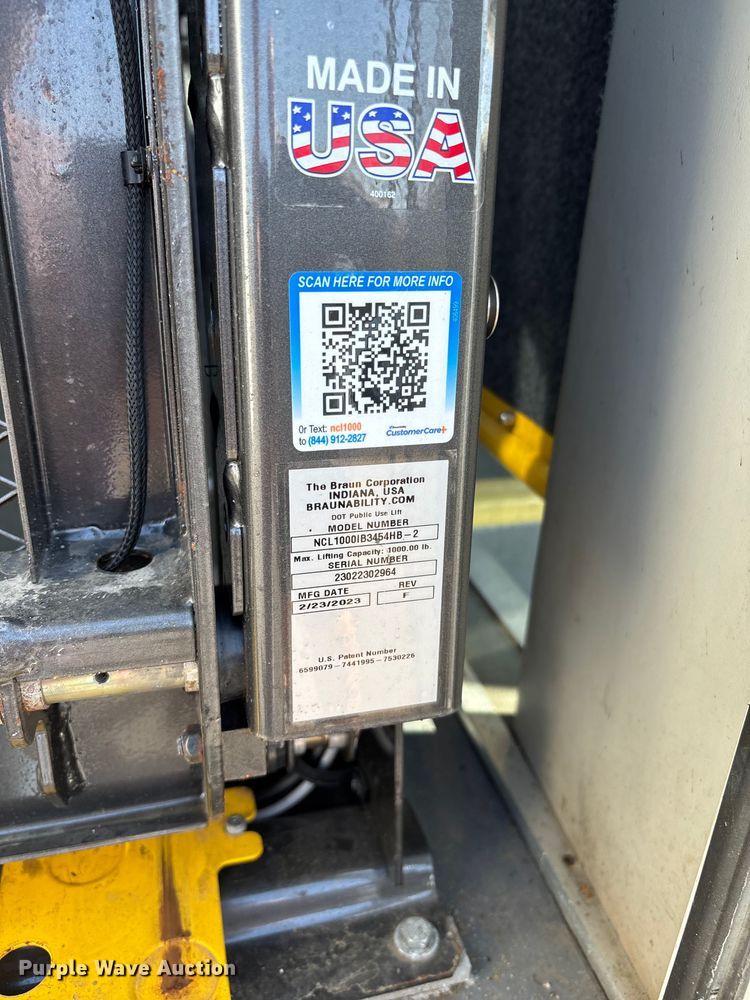 MADE IN
USA
400162
SCAN HERE FOR MORE INFO
Or Text: ncl1000
to (844) 912-2827
CustomerCare+
The Braun Corporation
INDIANA, USA
BRAUNABILITY.COM
DOT Public Use Lift
MODEL NUMBER
NCL1000IB3454HB-2
Max. Lifting Capacity: 1000.00 lb.
SERIAL NUMBER
23022302964
MFG DATE REV
2/23/2023 F
U.S. Patent Number
6599079-7441995-7530226
Purple Wave Auction